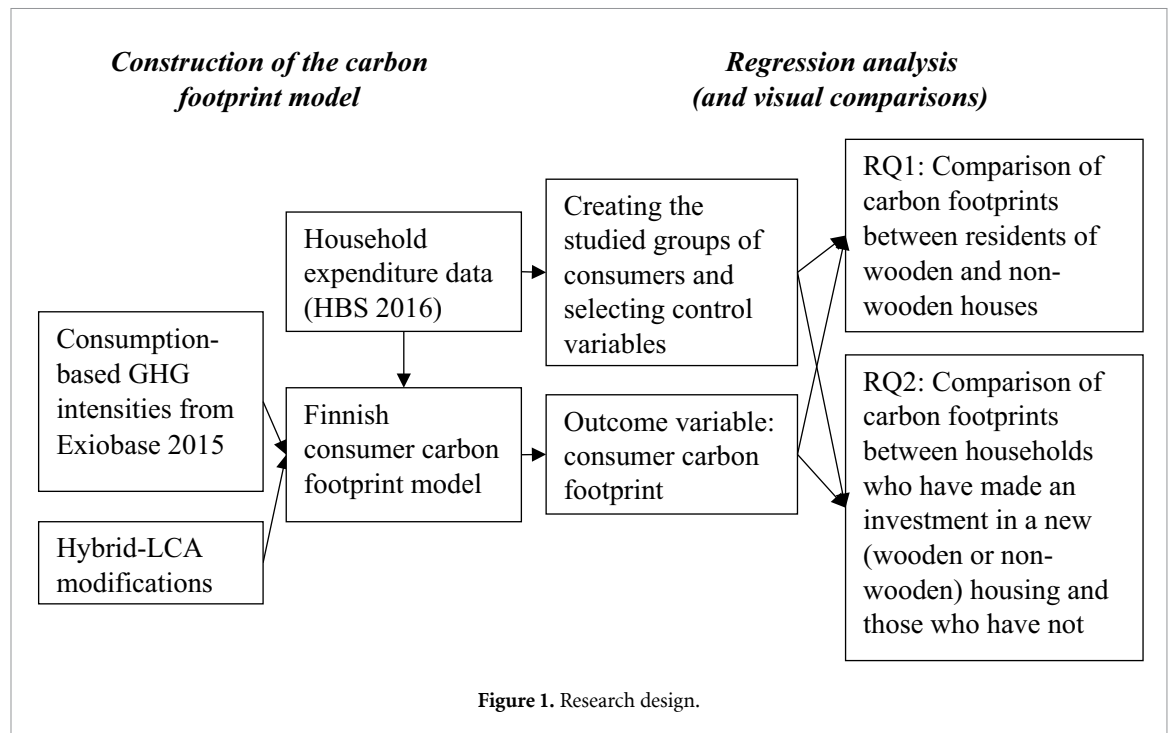 Construction of the carbon
footprint model
Regression analysis
(and visual comparisons)
Consumption-
based GHG
intensities from
Exiobase 2015
Hybrid-LCA
modifications
Household
expenditure data
(HBS 2016)
Finnish
consumer carbon
footprint model
Creating the
studied groups of
consumers and
selecting control
variables
Outcome variable:
consumer carbon
footprint
RQ1: Comparison of
carbon footprints
between residents of
wooden and non-
wooden houses
RQ2: Comparison of
carbon footprints
between households
who have made an
investment in a new
(wooden or non-
wooden) housing and
those who have not
Figure 1. Research design.